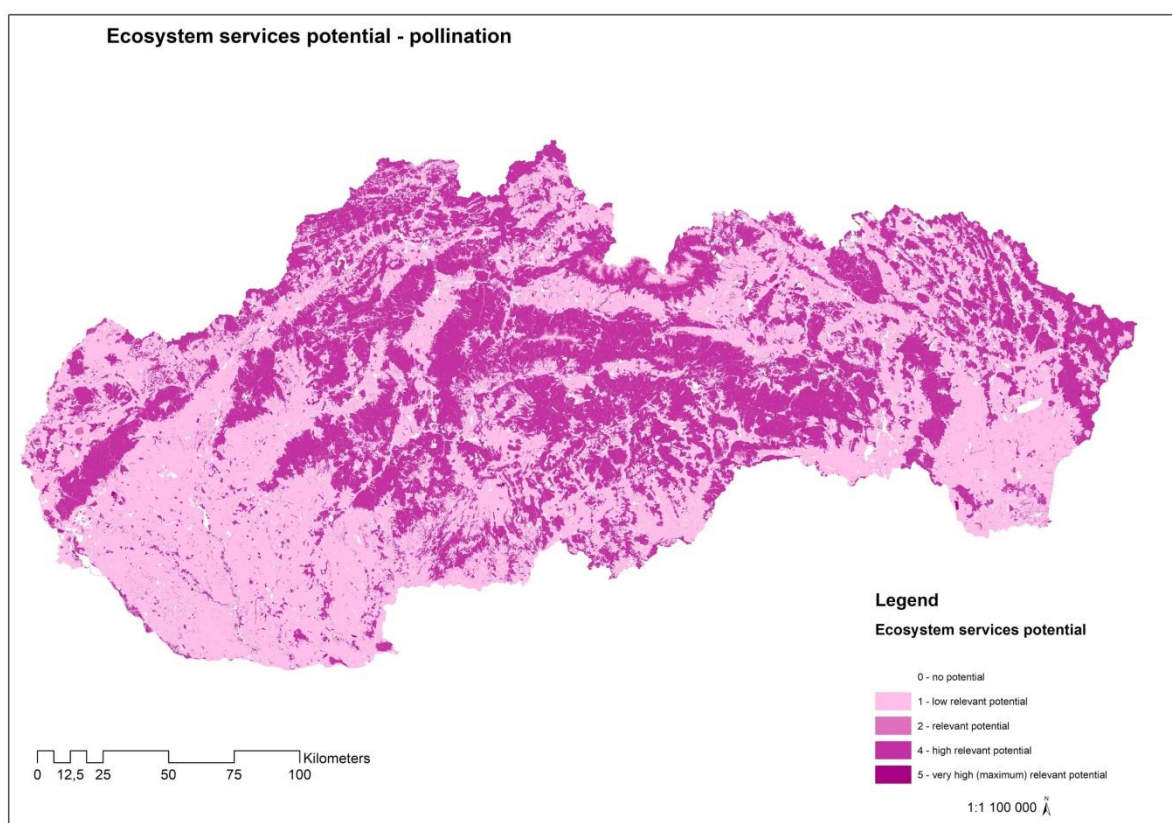 Ecosystem services potential - pollination
Legend
Ecosystem services potential
0 - no potential
1 - low relevant potential
2 - relevant potential
4 - high relevant potential
5 - very high (maximum) relevant potential
Kilometers
0 12,5 25 50 75 100
1:1 100 000
N